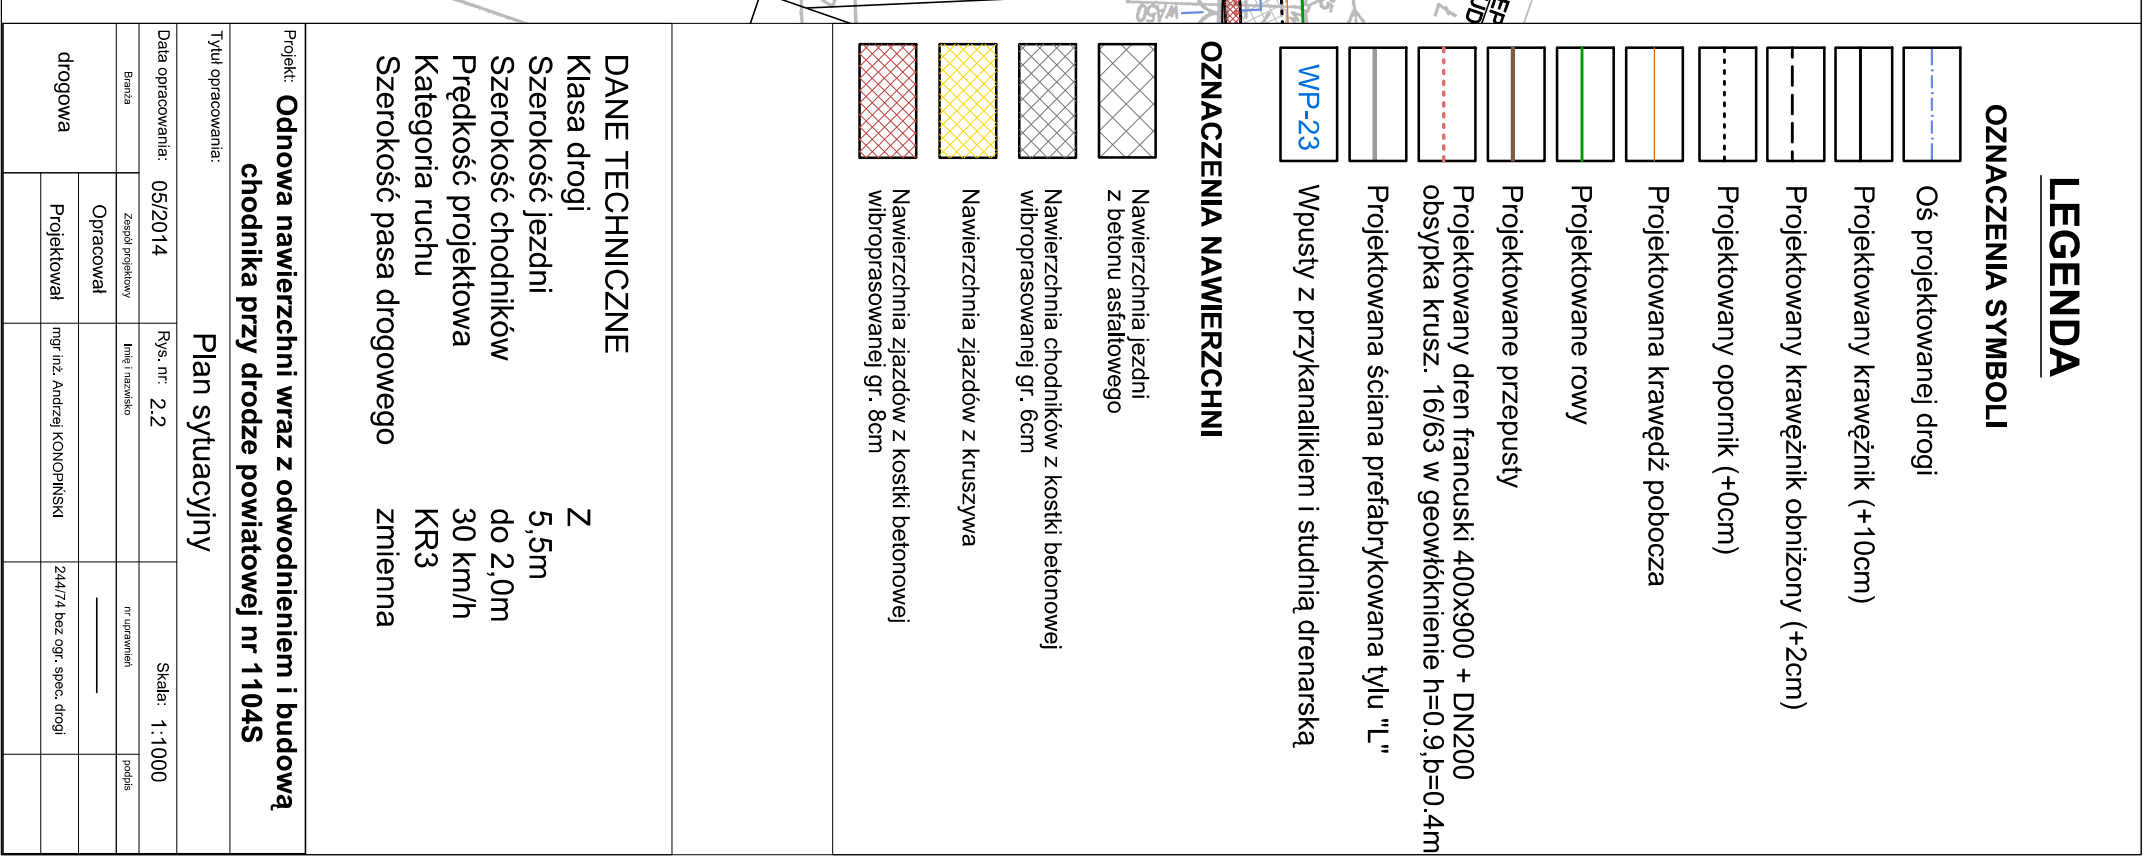 LEGENDA
OZNACZENIA SYMBOLI
Oś projektowanej drogi
Projektowany krawężnik (+10cm)
Projektowany krawężnik obniżony (+2cm)
Projektowany opornik (+0cm)
Projektowana krawędź pobocza
Projektowane rowy
Projektowane przepusty
Projektowany dren francuski 400x900 + DN200
obsypka krusz. 16/63 w geowłóknienie h=0.9,b=0.4m
Projektowana ściana prefabrykowana tylu "L"
WP-23 Wpusty z przykanalikiem i studnią drenarską
OZNACZENIA NAWIERZCHNI
Nawierzchnia jezdni
z betonu asfaltowego
Nawierzchnia chodników z kostki betonowej
wibroprasowanej gr. 6cm
Nawierzchnia zjazdów z kruszywa
Nawierzchnia zjazdów z kostki betonowej
wibroprasowanej gr. 8cm
DANE TECHNICZNE
Klasa drogi Z
Szerokość jezdni 5,5m
Szerokość chodników do 2,0m
Prędkość projektowa 30 km/h
Kategoria ruchu KR3
Szerokość pasa drogowego zmienna
Projekt: Odnowa nawierzchni wraz z odwodnieniem i budową
chodnika przy drodze powiatowej nr 1104S
Tytuł opracowania:
Plan sytuacyjny
Data opracowania: 05/2014 Rys. nr: 2.2 Skala: 1:1000
Branża Zespół projektowy Imię i nazwisko nr uprawnień podpis
drogowa
Opracował
Projektował mgr inż. Andrzej KONOPIŃSKI 244/74 bez ogr. spec. drogi